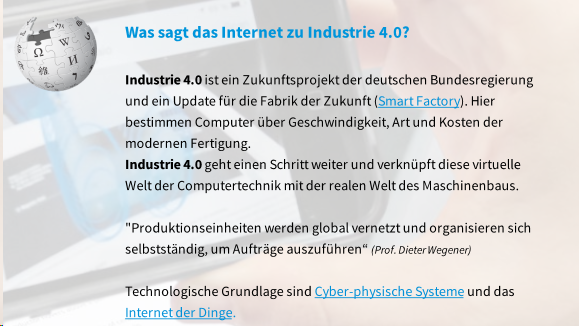 Was sagt das Internet zu Industrie 4.0?
Industrie 4.0 ist ein Zukunftsprojekt der deutschen Bundesregierung
und ein Update für die Fabrik der Zukunft (Smart Factory). Hier
bestimmen Computer über Geschwindigkeit, Art und Kosten der
modernen Fertigung.
Industrie 4.0 geht einen Schritt weiter und verknüpft diese virtuelle
Welt der Computertechnik mit der realen Welt des Maschinenbaus.
"Produktionseinheiten werden global vernetzt und organisieren sich
selbstständig, um Aufträge auszuführen“ (Prof. Dieter Wegener)
Technologische Grundlage sind Cyber-physische Systeme und das
Internet der Dinge.